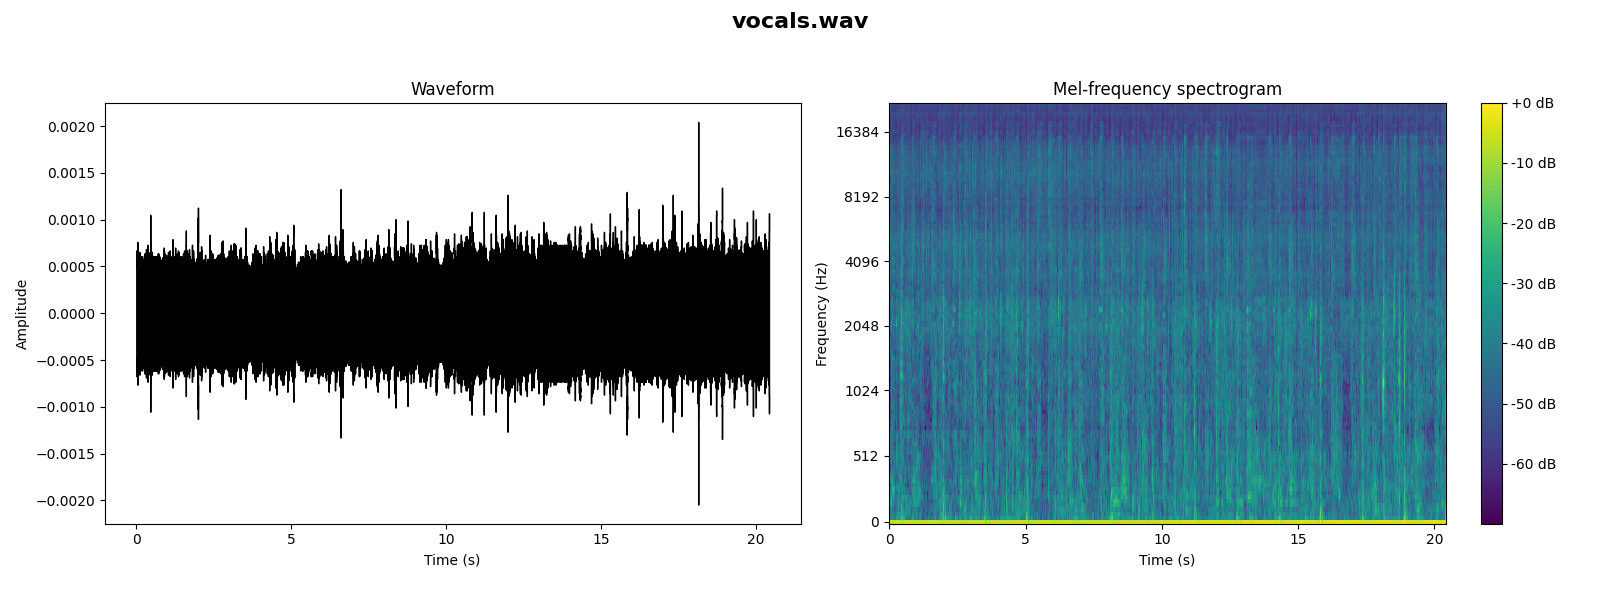 vocals.wav
Waveform
0.0020
0.0015
0.0010
0.0005
0.0000
−0.0005
−0.0010
−0.0015
−0.0020
Amplitude
0 5 10 15 20
Time (s)
Mel-frequency spectrogram
16384
8192
4096
2048
1024
512
0
Frequency (Hz)
0 5 10 15 20
Time (s)
+0 dB
-10 dB
-20 dB
-30 dB
-40 dB
-50 dB
-60 dB